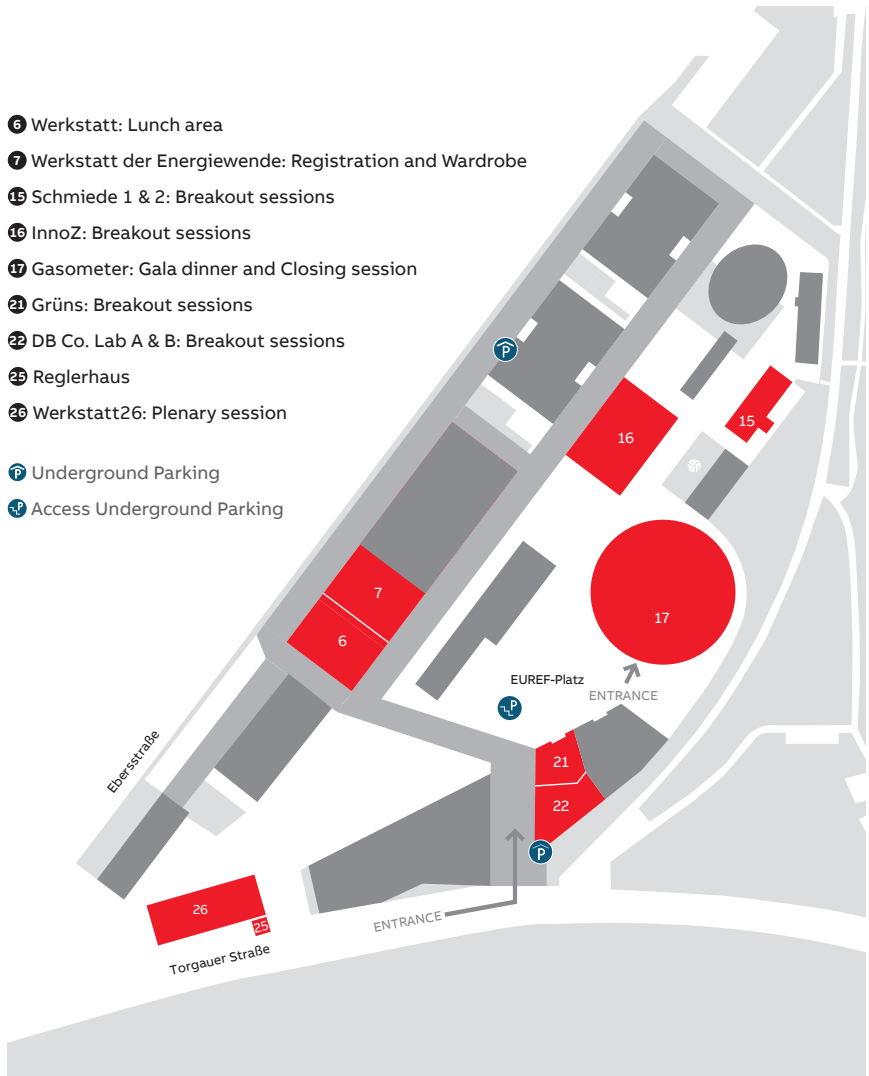 6 Werkstatt: Lunch area
7 Werkstatt der Energiewende: Registration and Wardrobe
15 Schmiede 1 & 2: Breakout sessions
16 InnoZ: Breakout sessions
17 Gasometer: Gala dinner and Closing session
21 Grüns: Breakout sessions
22 DB Co. Lab A & B: Breakout sessions
25 Reglerhaus
26 Werkstatt26: Plenary session
P Underground Parking
P Access Underground Parking
P
15
16
7
17
6
EUREF-Platz
ENTRANCE
P
Ebersstraße
21
22
P
26
25
ENTRANCE
Torgauer Straße